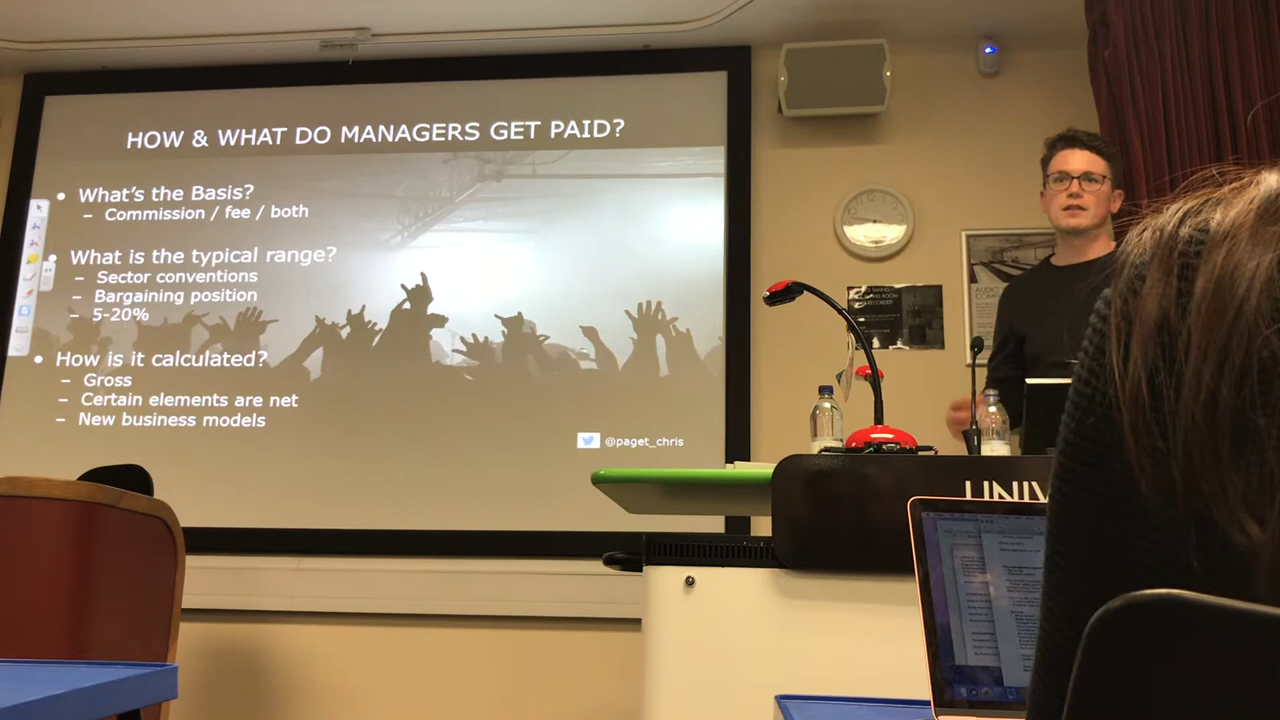 HOW & WHAT DO MANAGERS GET PAID?
• What's the Basis?
– Commission / fee / both
• What is the typical range?
– Sector conventions
– Bargaining position
– 5-20%
• How is it calculated?
– Gross
– Certain elements are net
– New business models
@paget_chris
AUDIO
UNIV